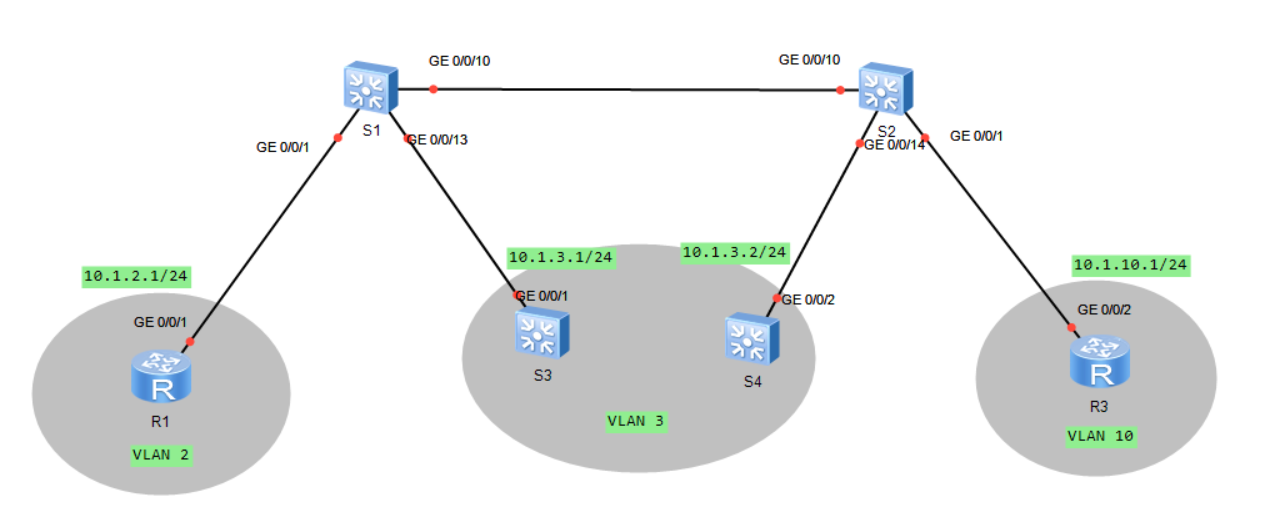 GE 0/0/10
GE 0/0/10
S1
S2
GE 0/0/1
GE 0/0/13
GE 0/0/14
GE 0/0/1
10.1.2.1/24
10.1.3.1/24
10.1.3.2/24
10.1.10.1/24
GE 0/0/1
GE 0/0/1
GE 0/0/2
GE 0/0/2
R
R
S3
S4
R1
R3
VLAN 2
VLAN 3
VLAN 10